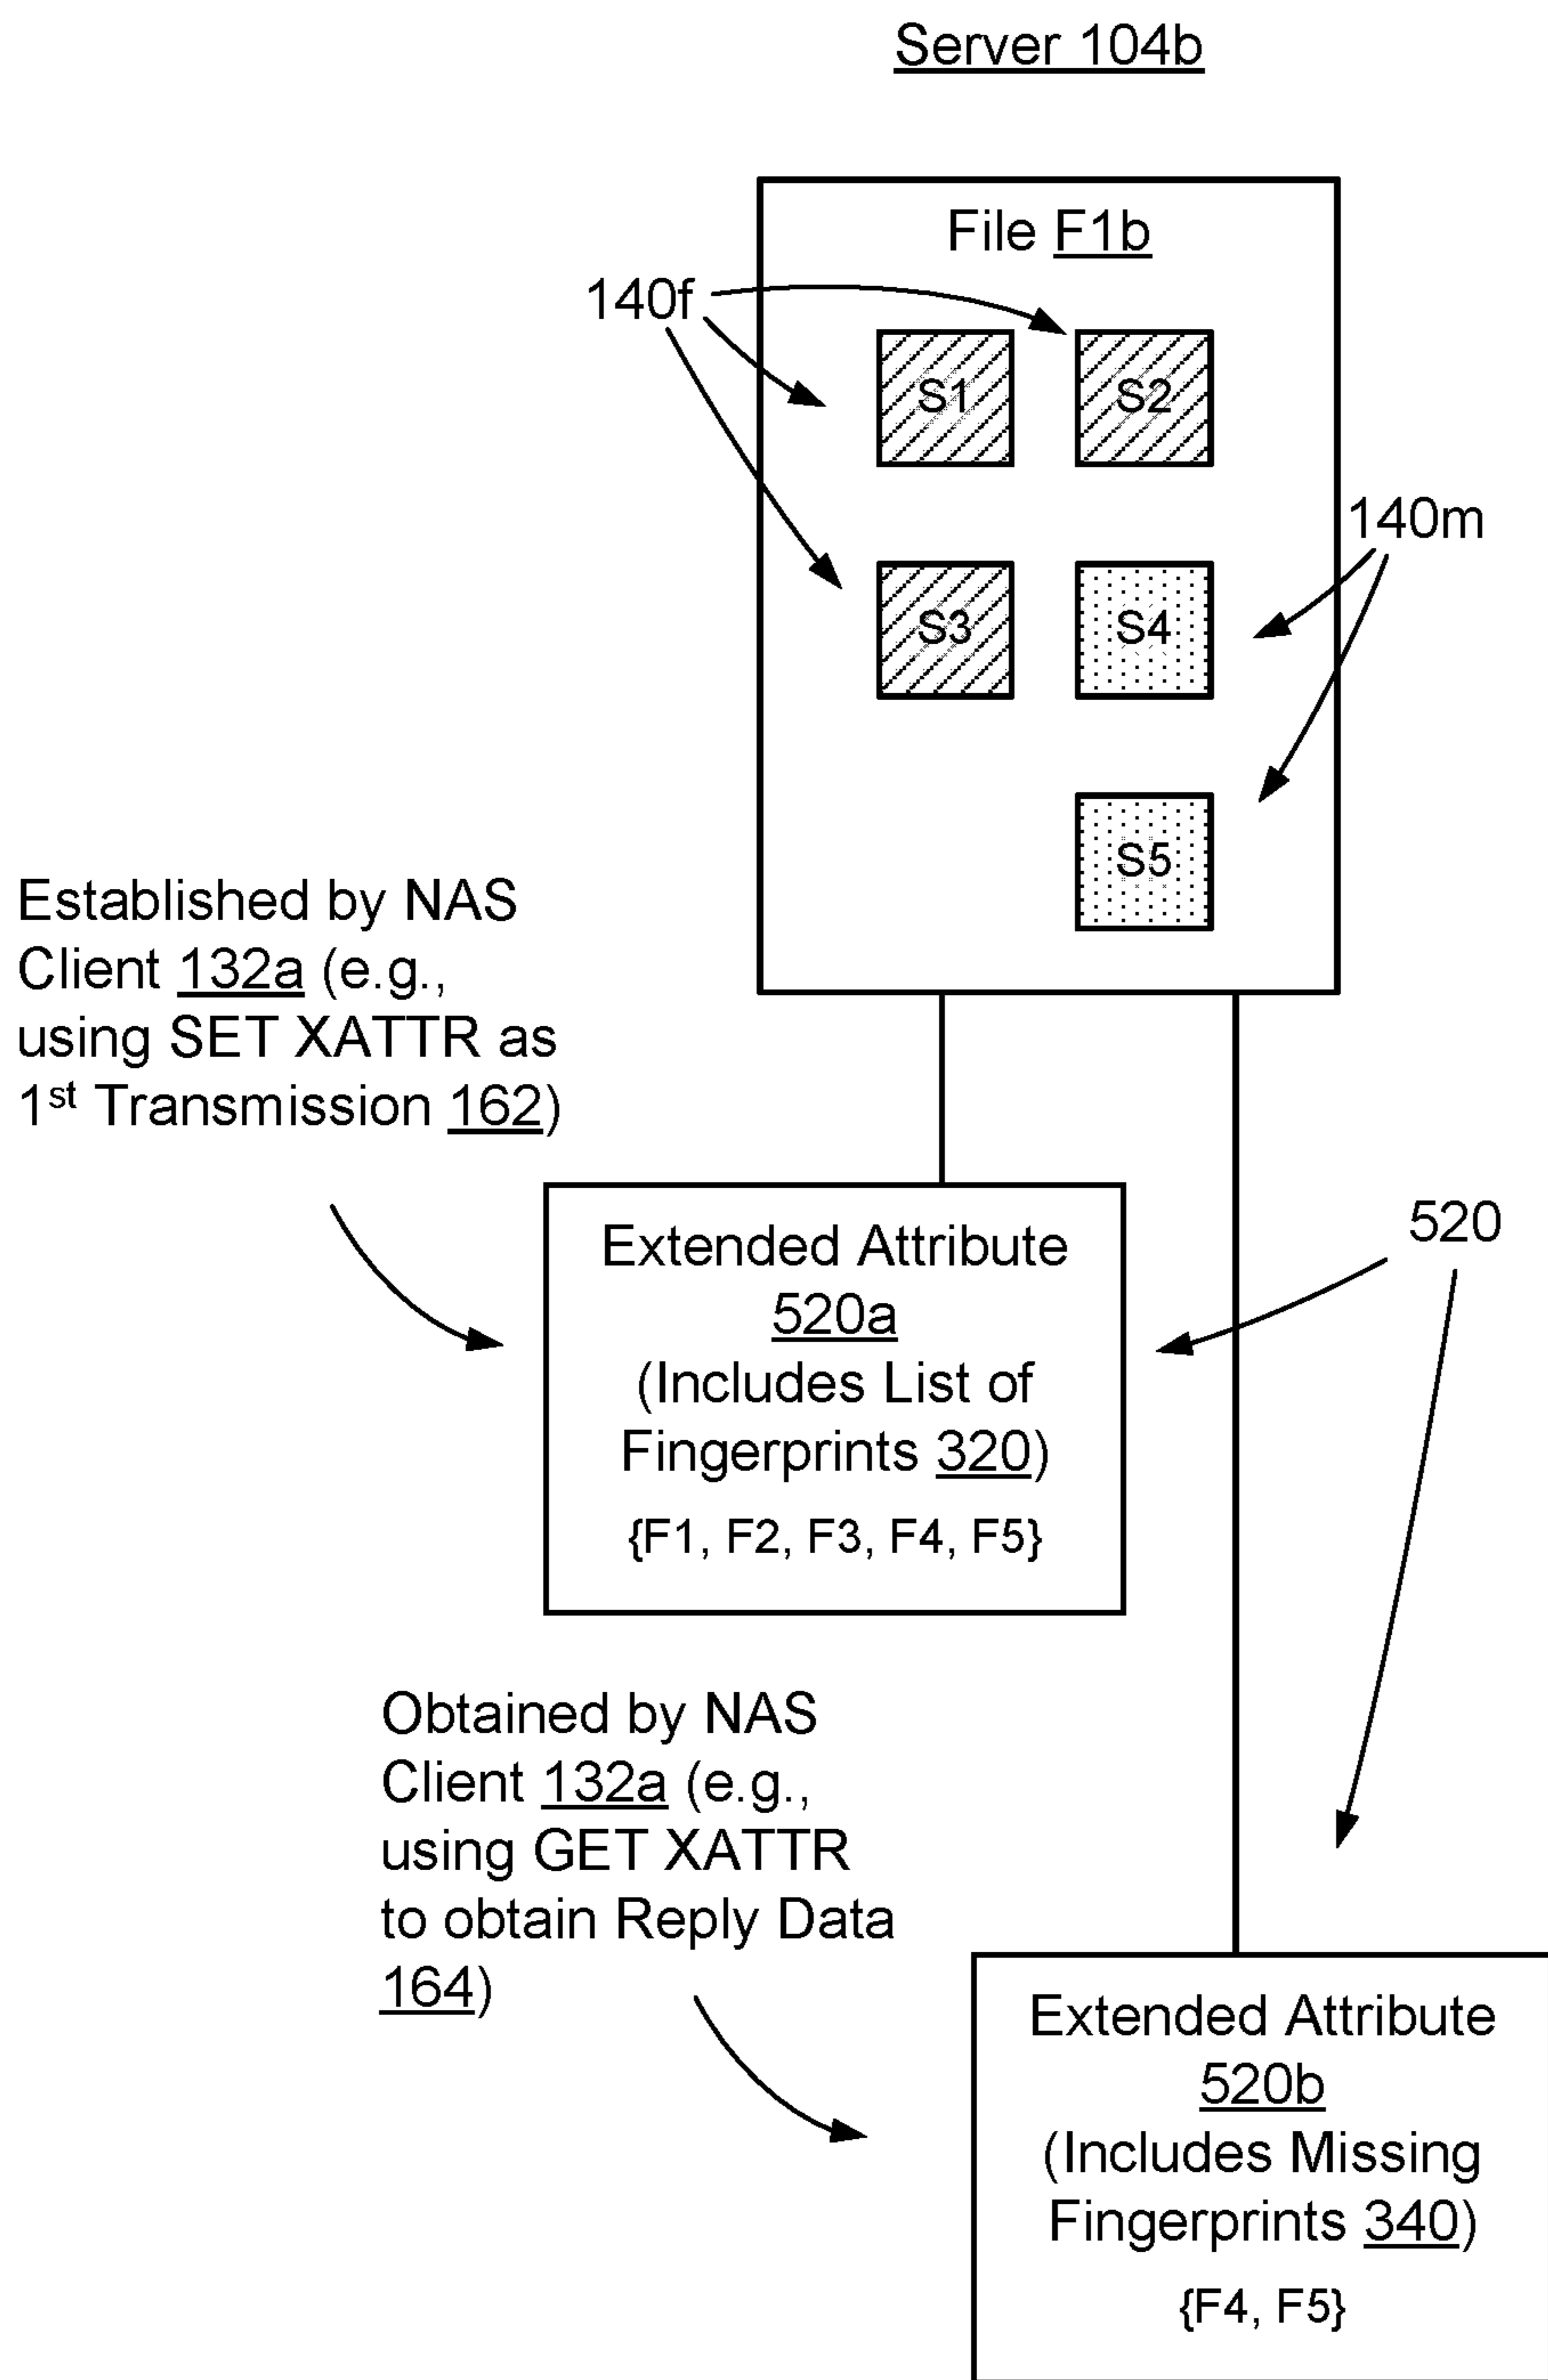 Server 104b
File F1b
140f
S1
S2
140m
S3
S4
S5
Established by NAS
Client 132a (e.g.,
using SET XATTR as
1st Transmission 162)
520
Extended Attribute
520a
(Includes List of
Fingerprints 320)
{F1, F2, F3, F4, F5}
Obtained by NAS
Client 132a (e.g.,
using GET XATTR
to obtain Reply Data
164)
Extended Attribute
520b
(Includes Missing
Fingerprints 340)
{F4, F5}